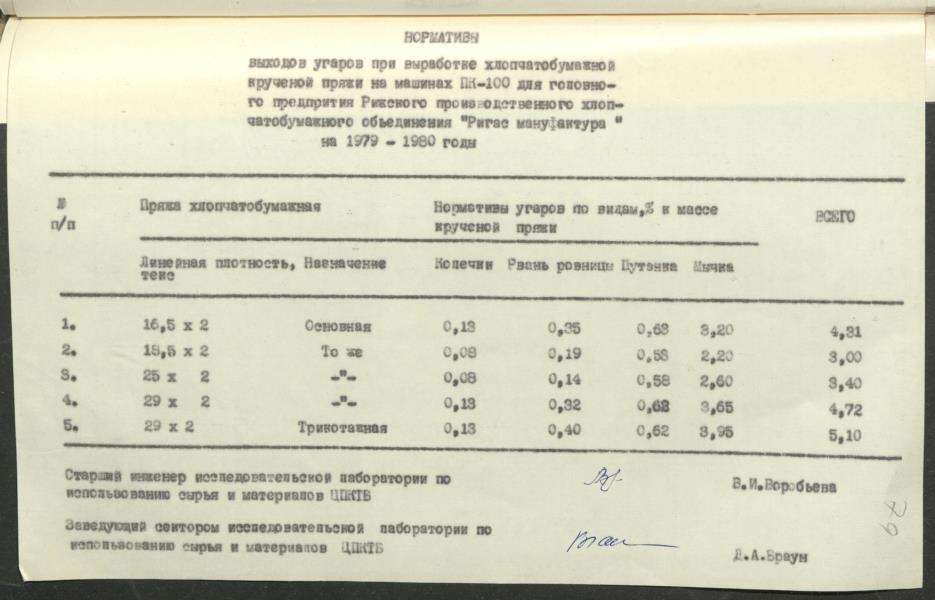 НОРМАТИВЫ
выходов угаров при выработке хлопчатобумажной
крученой пряжи на машинах ПК-100 для головно-
го предприятия Рижского производственного хлоп-
чатобумажного объединения "Ригас мануфактура "
на 1979 - 1980 годы
№ п/п Пряжа хлопчатобумажная Нормативы угаров по видам,% к массе крученой пряжи ВСЕГО
Линейная плотность, текс Назначение Колечки Рвань ровницы Путанка Мычка
1. 16,5 х 2 Основная 0,13 0,35 0,63 3,20 4,31
2. 18,5 х 2 То же 0,08 0,19 0,53 2,20 3,00
3. 25 х 2 -"- 0,08 0,14 0,58 2,60 3,40
4. 29 х 2 -"- 0,13 0,32 0,62 3,65 4,72
5. 29 х 2 Трикотажная 0,13 0,40 0,62 3,95 5,10
Старший инженер исследовательской лаборатории по
использованию сырья и материалов ЦПКТБ
В.И.Воробьева
Заведующий сектором исследовательской лаборатории по
использованию сырья и материалов ЦПКТБ
Д.А.Браун